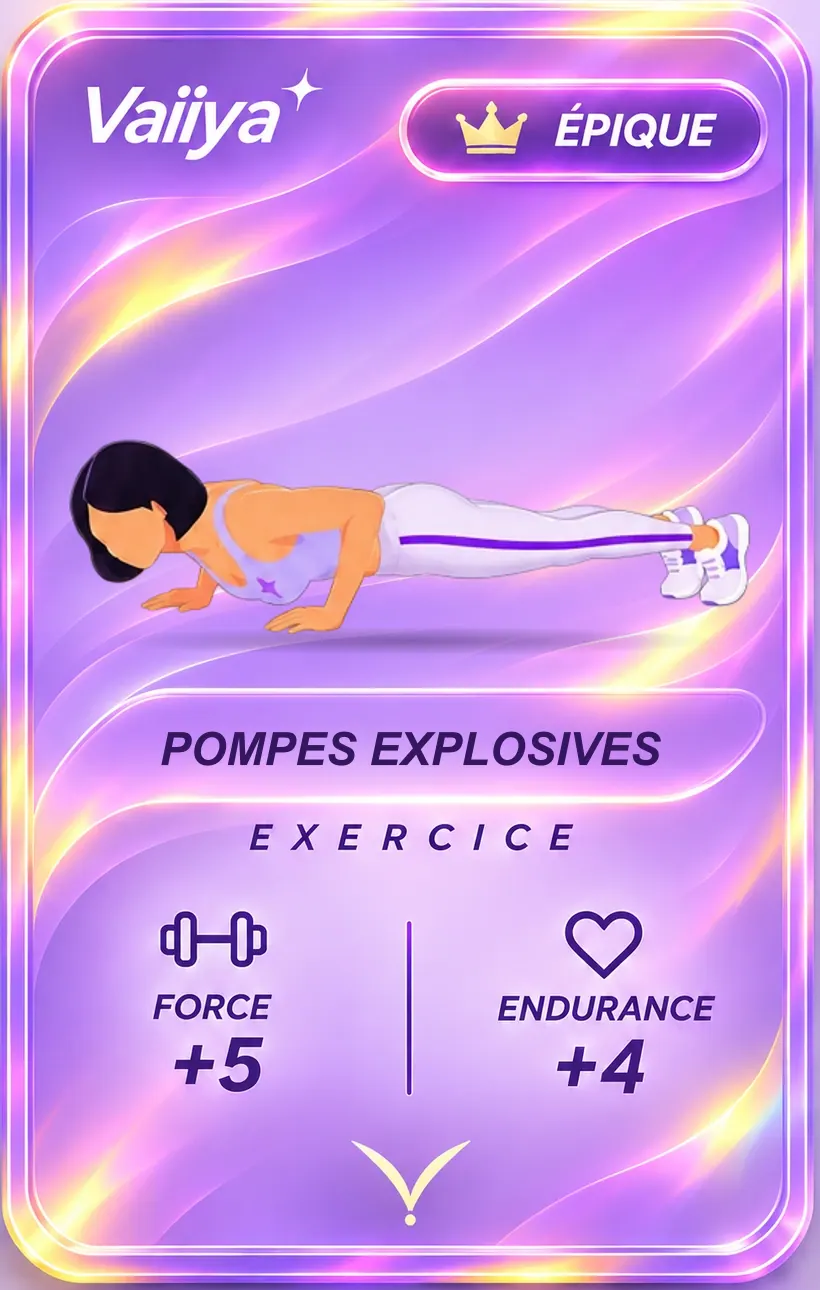 Vaiiya
ÉPIQUE
POMPES EXPLOSIVES
EXERCICE
FORCE
+5
ENDURANCE
+4